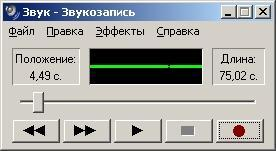 Звук - Звукозапись
Файл Правка Эффекты Справка
Положение: Длина:
4,49 с. 75,02 с.